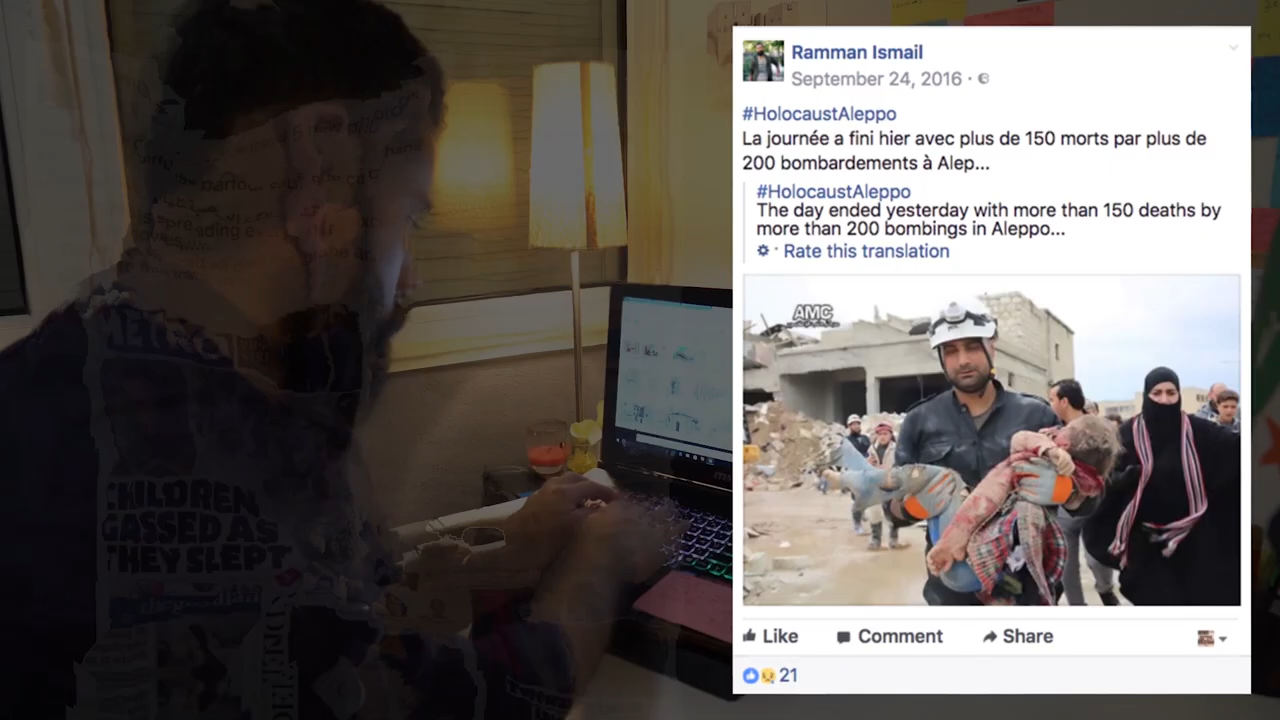 Ramman Ismail
September 24, 2016 ·
#HolocaustAleppo
La journée a fini hier avec plus de 150 morts par plus de
200 bombardements à Alep...
#HolocaustAleppo
The day ended yesterday with more than 150 deaths by
more than 200 bombings in Aleppo...
· Rate this translation
AMC
Like Comment Share
21
METRO
CHILDREN
GASSED AS
THEY SLEPT